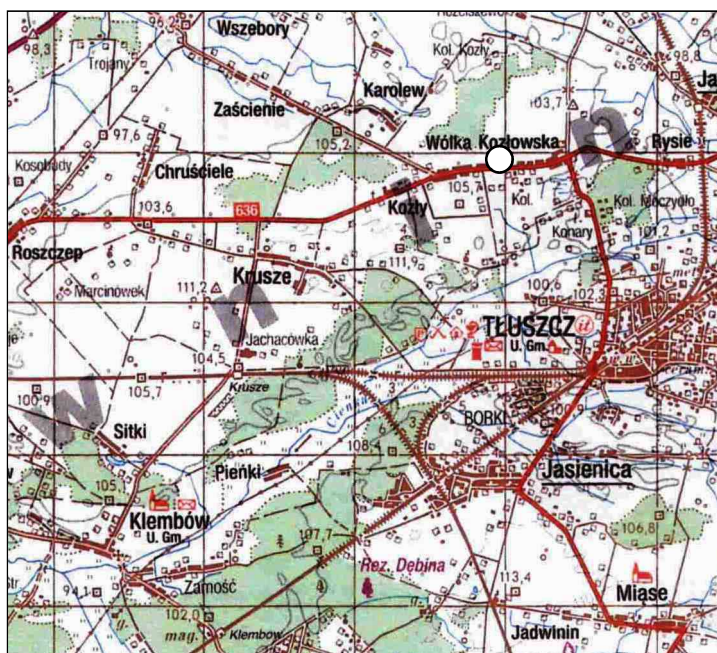 96,2
Wszebory
98,3
Trojany
Kol. Kozły
98,8
Karolew
Zaścienie
103,7
n
97,6
105,2
Wólka Kozłowska
Rysie
Kosobądy
Chruściele
105,7
Kol.
Kol. Moczydło
103,6
636
Kozły
i
Konary
101,2
Roszczep
111,9
Krusze
Marcinówek
111,2
100,6
102,3
n
TŁUSZCZ
U. Gm.
Jachacówka
104,5
Krusze
100,9
105,7
w
Cienka
BORKI
Sitki
108
Pieńki
Jasienica
105,1
Klembów
U. Gm.
107,7
106,8
Rez. Dębina
Zamość
113,4
94,1
Miase
102,0
g.
mag.
Klembów
Jadwinin